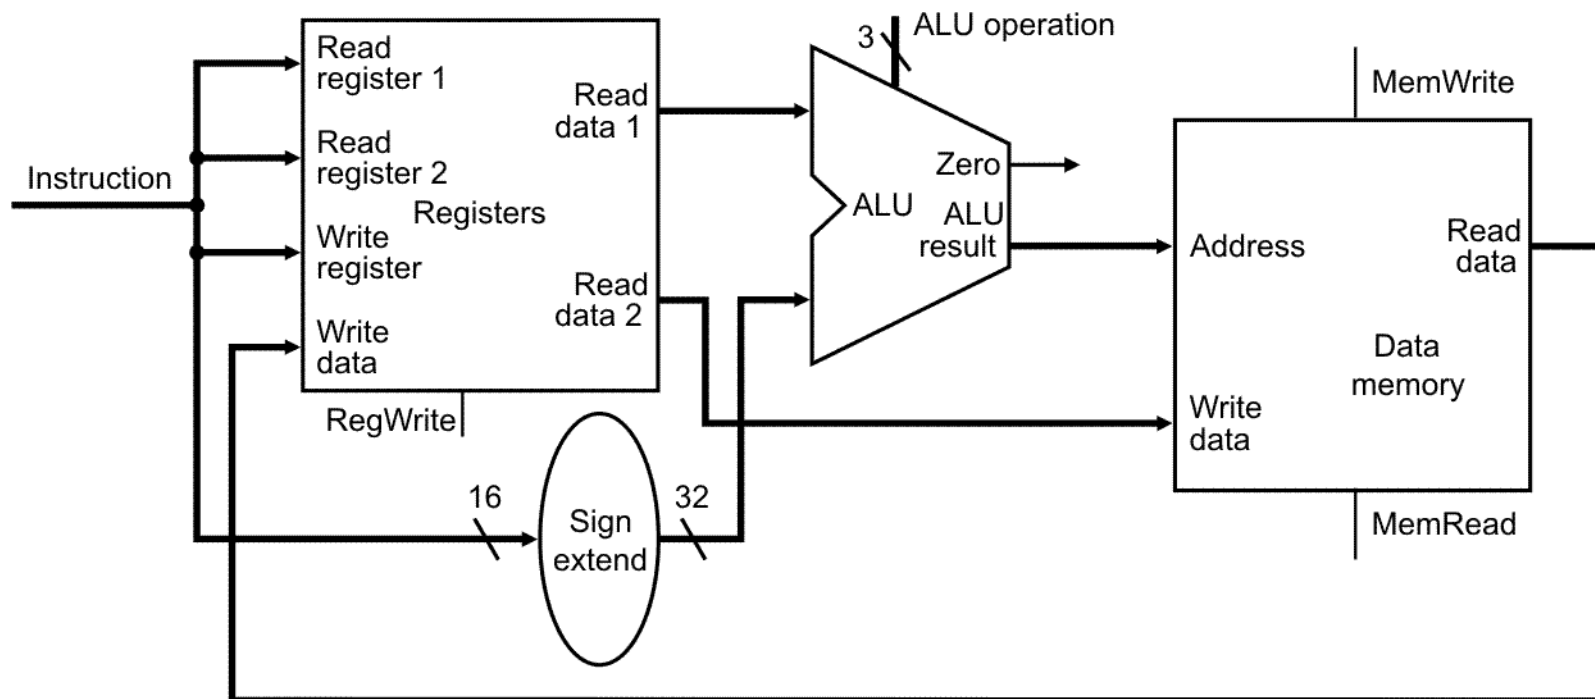 Instruction
Read
register 1
Read
register 2
Registers
Write
register
Write
data
Read
data 1
Read
data 2
RegWrite
16
Sign
extend
32
3
ALU operation
Zero
ALU
ALU
result
MemWrite
Address
Read
data
Data
memory
Write
data
MemRead